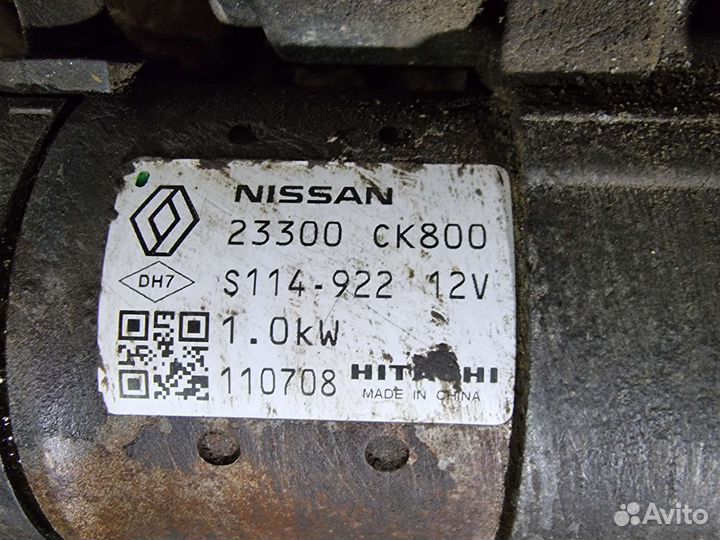 NISSAN
23300 CK800
DH7
S114-922 12V
1.0kW
110708 HITACHI
MADE IN CHINA
Avito